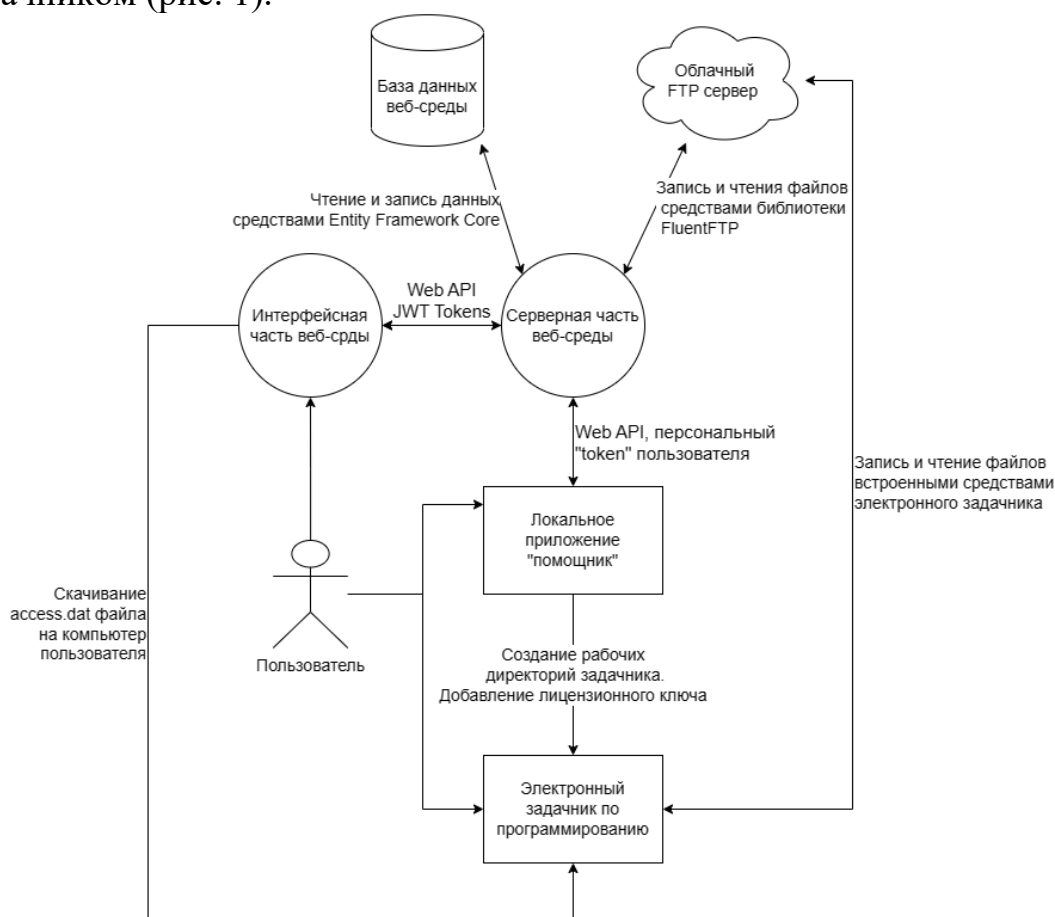 ачником (рис. 1).
База данных
веб-среды
Облачный
FTP сервер
Чтение и запись данных
средствами Entity Framework Core
Запись и чтения файлов
средствами библиотеки
FluentFTP
Интерфейсная
часть веб-срды
Web API
JWT Tokens
Серверная часть
веб-среды
Web API, персональный
"token" пользователя
Запись и чтение файлов
встроенными средствами
электронного задачника
Локальное
приложение
"помощник"
Скачивание
access.dat файла
на компьютер
пользователя
Пользователь
Создание рабочих
директорий задачника.
Добавление лицензионного ключа
Электронный
задачник по
программированию